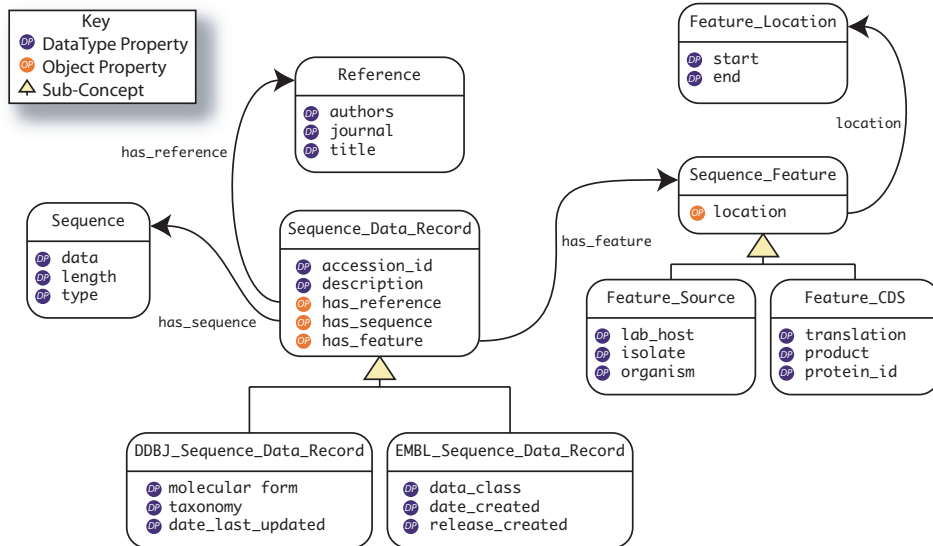 Key
DP DataType Property
OP Object Property
Sub-Concept
Reference
DP authors
DP journal
DP title
has_reference
Feature_Location
DP start
DP end
location
Sequence_Feature
OP location
has_feature
Sequence
DP data
DP length
DP type
has_sequence
Sequence_Data_Record
DP accession_id
DP description
OP has_reference
OP has_sequence
OP has_feature
Feature_Source
DP lab_host
DP isolate
DP organism
Feature_CDS
DP translation
DP product
DP protein_id
DDBJ_Sequence_Data_Record
DP molecular form
DP taxonomy
DP date_last_updated
EMBL_Sequence_Data_Record
DP data_class
DP date_created
DP release_created